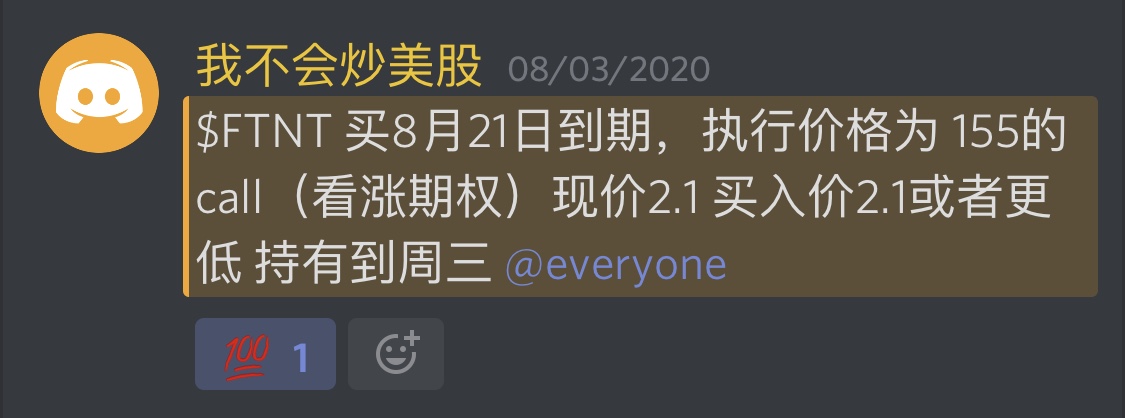 我不会炒美股 08/03/2020
$FTNT 买8月21日到期，执行价格为 155的
call（看涨期权）现价2.1 买入价2.1或者更
低 持有到周三 @everyone
💯 1